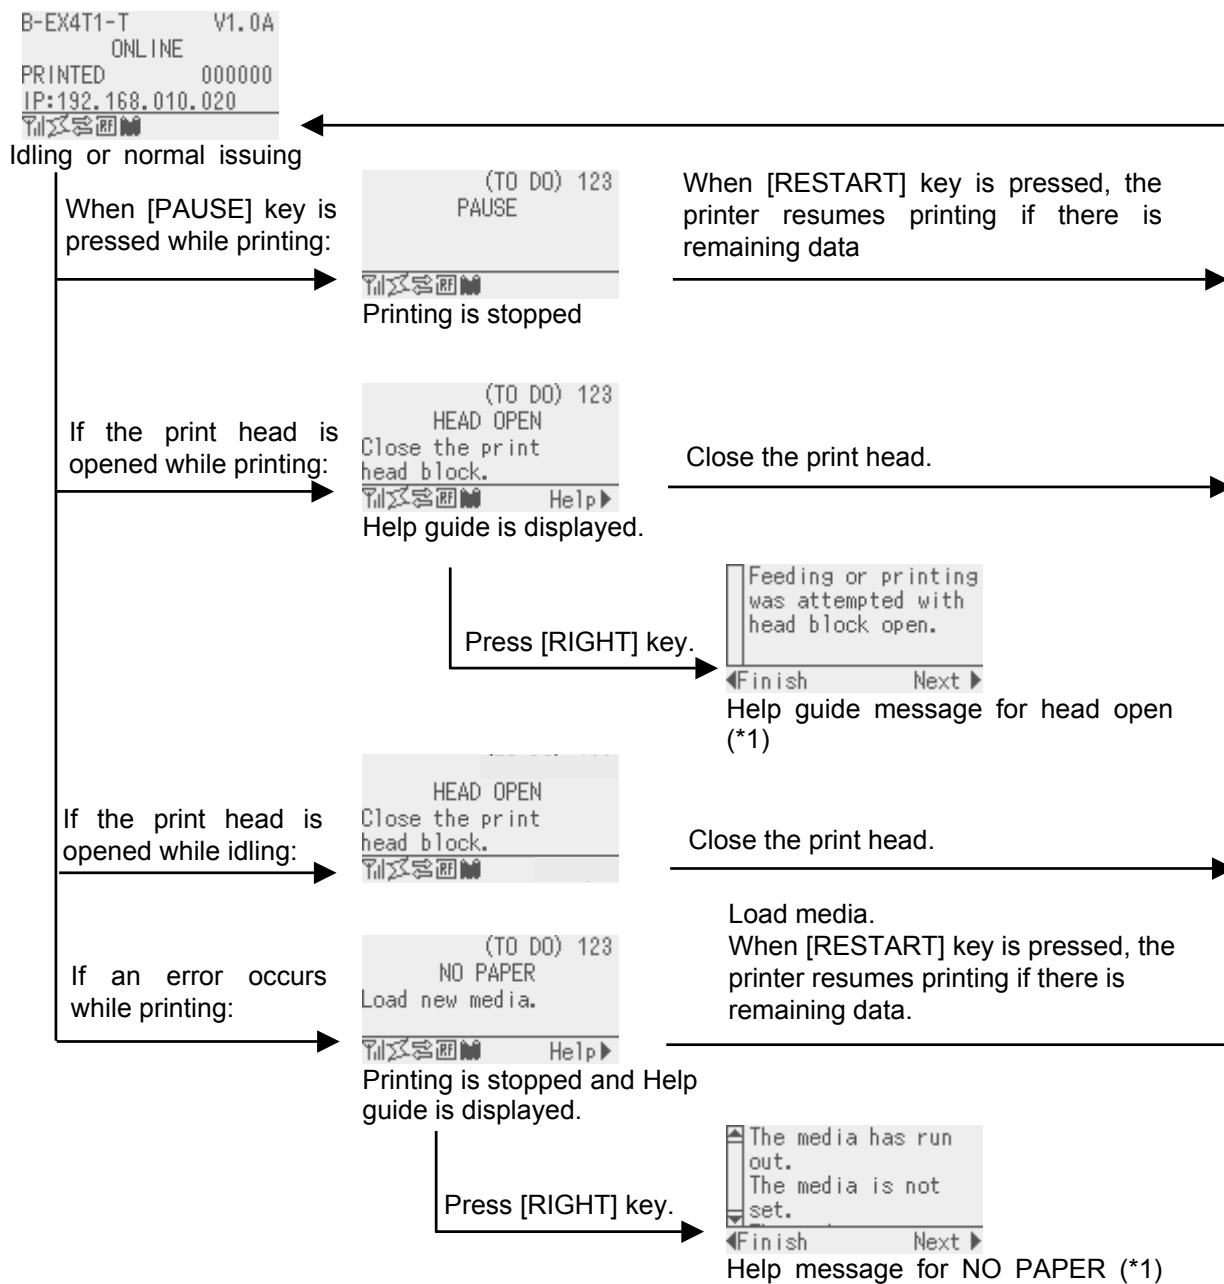 B-EX4T1-T V1.0A
ONLINE
PRINTED 000000
IP:192.168.010.020
RF
Idling or normal issuing
When [PAUSE] key is
pressed while printing:
(TO DO) 123
PAUSE
RF
Printing is stopped
When [RESTART] key is pressed, the
printer resumes printing if there is
remaining data
If the print head is
opened while printing:
(TO DO) 123
HEAD OPEN
Close the print
head block.
RF Help
Help guide is displayed.
Close the print head.
Press [RIGHT] key.
Feeding or printing
was attempted with
head block open.
Finish Next
Help guide message for head open
(*1)
If the print head is
opened while idling:
HEAD OPEN
Close the print
head block.
RF
Close the print head.
If an error occurs
while printing:
(TO DO) 123
NO PAPER
Load new media.
RF Help
Printing is stopped and Help
guide is displayed.
Load media.
When [RESTART] key is pressed, the
printer resumes printing if there is
remaining data.
Press [RIGHT] key.
The media has run
out.
The media is not
set.
Finish Next
Help message for NO PAPER (*1)